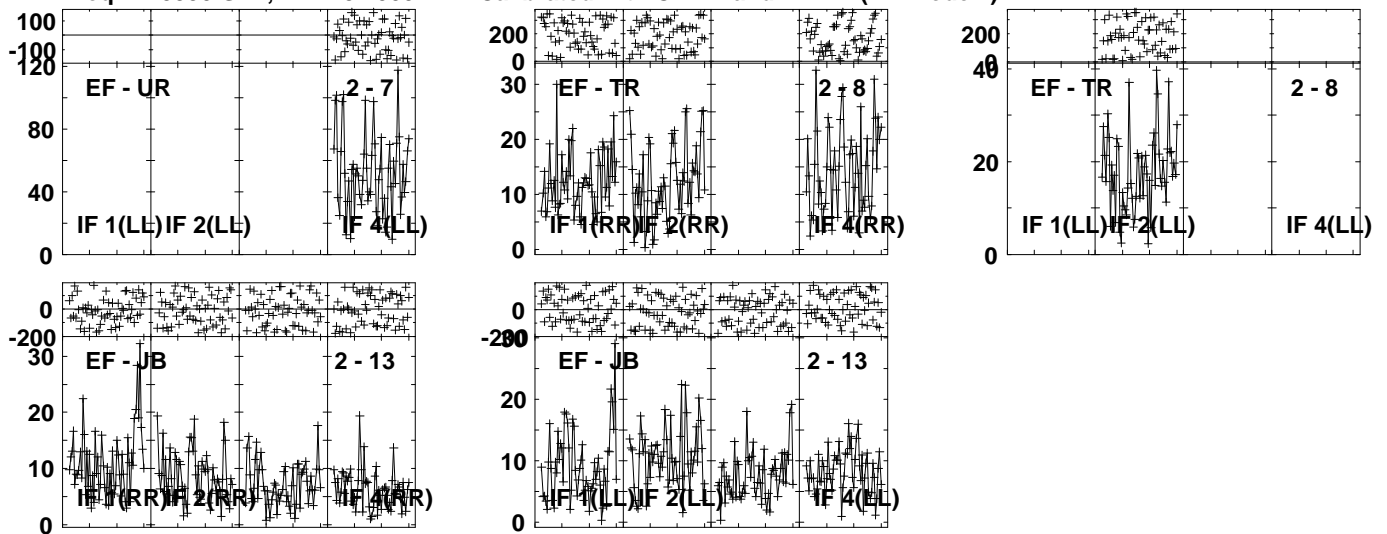 100
-100
120
80
40
0
EF - UR
2 - 7
IF 1(LL)
IF 2(LL)
IF 4(LL)
200
0
30
20
10
0
EF - TR
2 - 8
IF 1(RR)
IF 2(RR)
IF 4(RR)
200
0
40
20
0
EF - TR
2 - 8
IF 1(LL)
IF 2(LL)
IF 4(LL)
0
-200
30
20
10
0
EF - JB
2 - 13
IF 1(RR)
IF 2(RR)
IF 4(RR)
0
-200
30
20
10
0
EF - JB
2 - 13
IF 1(LL)
IF 2(LL)
IF 4(LL)